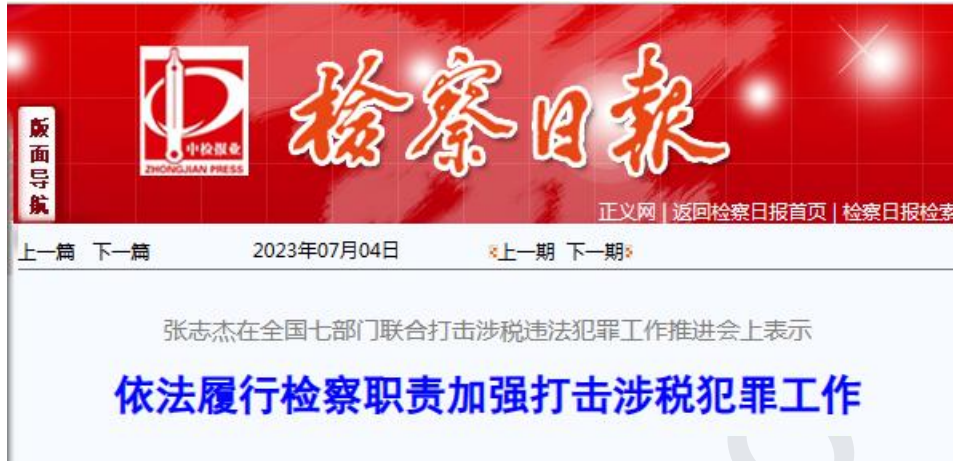 中检报业
ZHONGJIAN PRESS
检察日报
版面导航
正义网 | 返回检察日报首页 | 检察日报检索
上一篇 下一篇 2023年07月04日 上一期 下一期
张志杰在全国七部门联合打击涉税违法犯罪工作推进会上表示
依法履行检察职责加强打击涉税犯罪工作